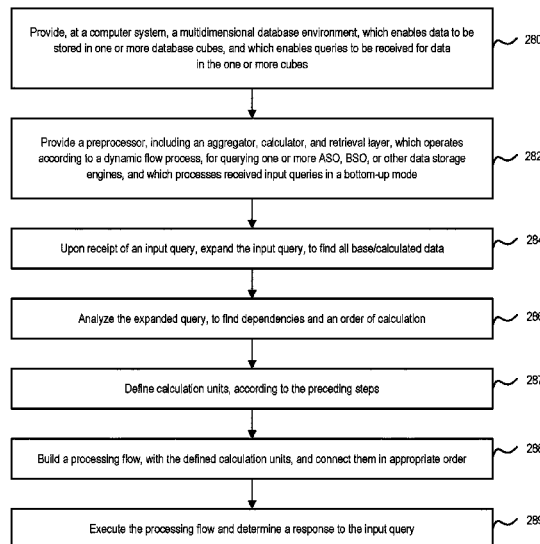 Provide, at a computer system, a multidimensional database environment, which enables data to be
stored in one or more database cubes, and which enables queries to be received for data
in the one or more cubes
280
Provide a preprocessor, including an aggregator, calculator, and retrieval layer, which operates
according to a dynamic flow process, for querying one or more ASO, BSO, or other data storage
engines, and which processes received input queries in a bottom-up mode
282
Upon receipt of an input query, expand the input query, to find all base/calculated data
284
Analyze the expanded query, to find dependencies and an order of calculation
286
Define calculation units, according to the preceding steps
287
Build a processing flow, with the defined calculation units, and connect them in appropriate order
288
Execute the processing flow and determine a response to the input query
289